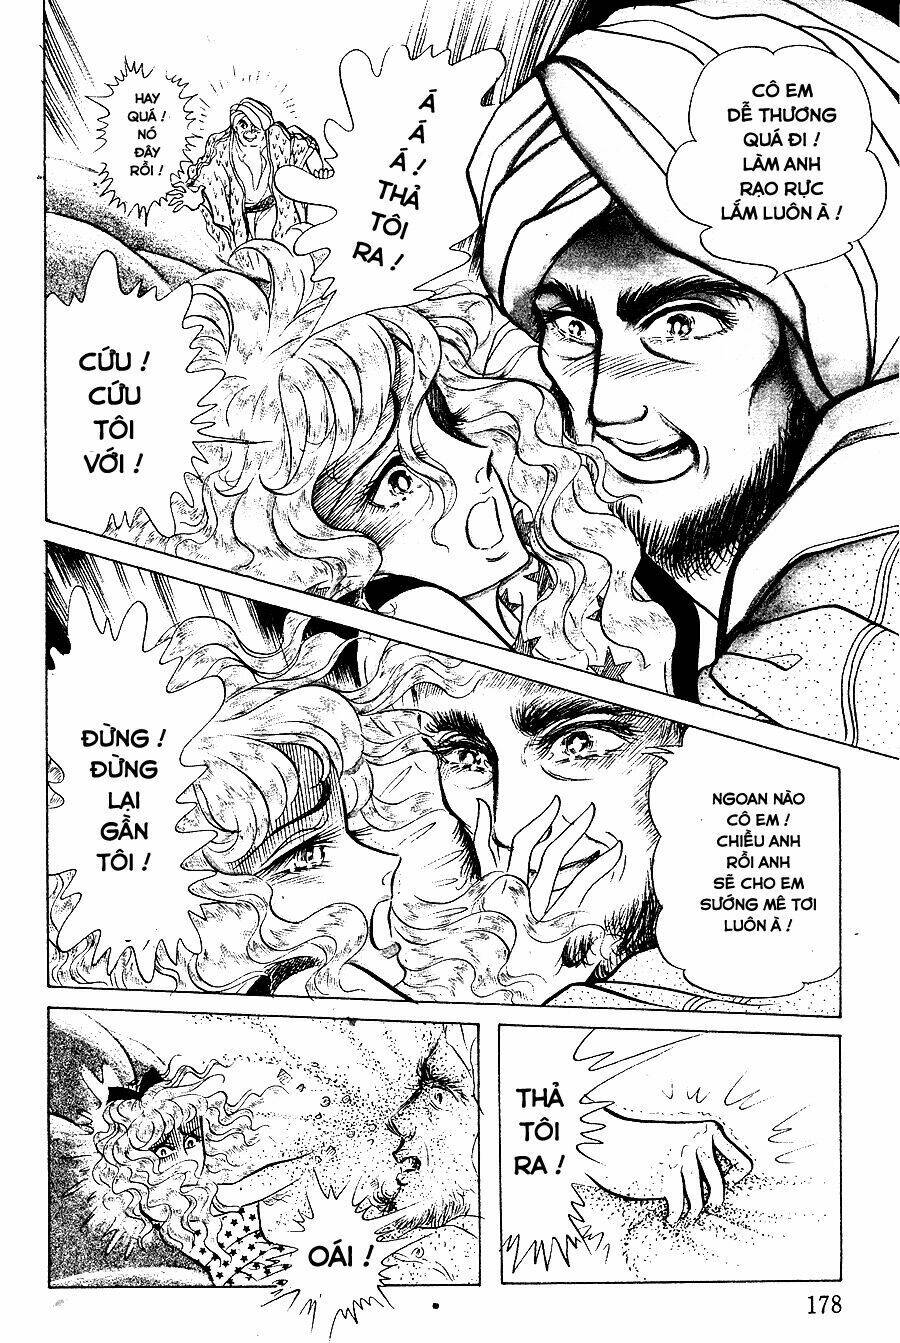 HAY
QUÁ!
NÓ
ĐÂY
RỒI!
Á
Á
Á!
THẢ
TÔI
RA!
CÔ EM
DỄ THƯƠNG
QUÁ ĐI!
LÀM ANH
RẠO RỰC
LẮM LUÔN À!
CỨU!
CỨU
TÔI
VỚI!
ĐỪNG!
ĐỪNG
LẠI
GẦN
TÔI!
NGOAN NÀO
CÔ EM!
CHIỀU ANH
RỒI ANH
SẼ CHO EM
SƯỚNG MÊ TƠI
LUÔN À!
OÁI!
THẢ
TÔI
RA!
178